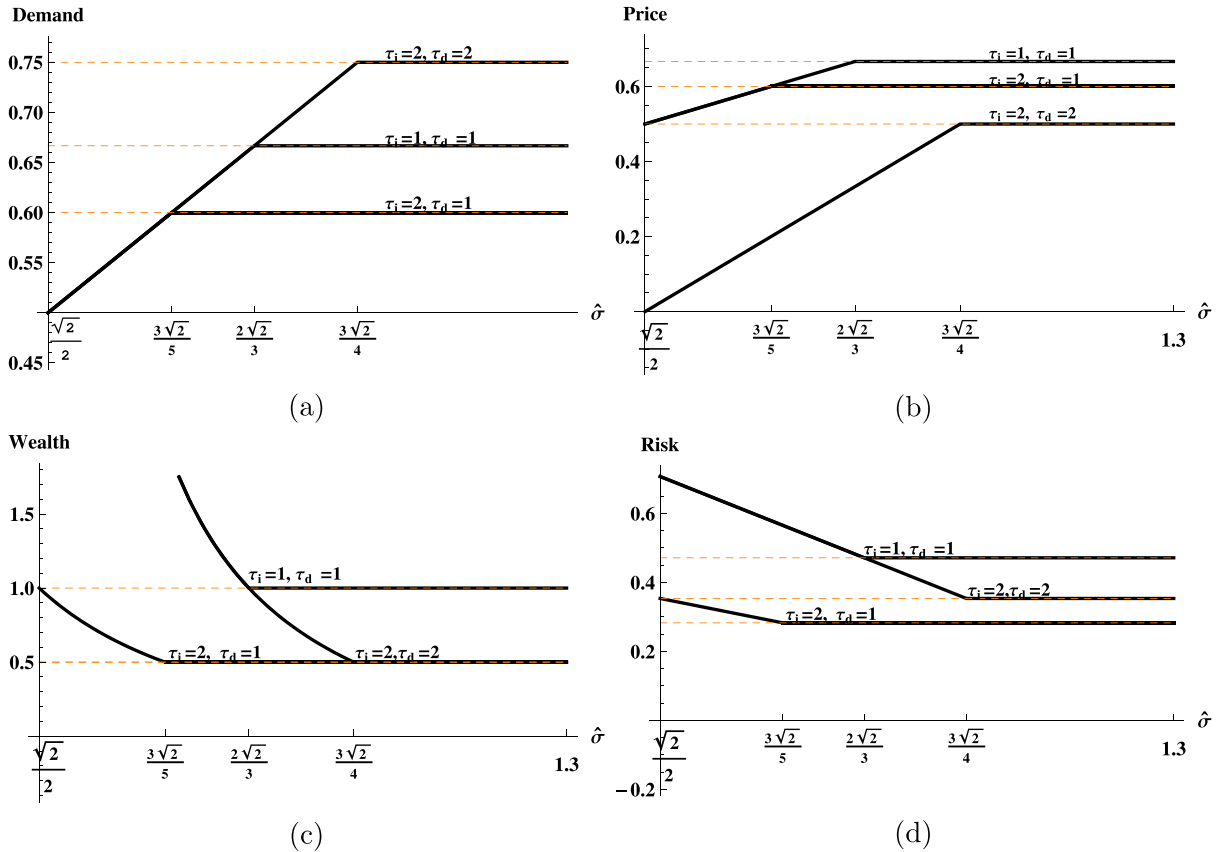 Demand
0.75
0.70
0.65
0.60
0.55
0.45
τi=2, τd=2
τi=1, τd=1
τi=2, τd=1
√2/2
3√2/5
2√2/3
3√2/4
σ̂
(a)
Price
0.6
0.4
0.2
τi=1, τd=1
τi=2, τd=1
τi=2, τd=2
√2/2
3√2/5
2√2/3
3√2/4
1.3
σ̂
(b)
Wealth
1.5
1.0
0.5
τi=1, τd=1
τi=2, τd=1
τi=2,τd=2
√2/2
3√2/5
2√2/3
3√2/4
1.3
σ̂
(c)
Risk
0.6
0.4
0.2
−0.2
τi=1, τd=1
τi=2,τd=2
τi=2, τd=1
√2/2
3√2/5
2√2/3
3√2/4
1.3
σ̂
(d)